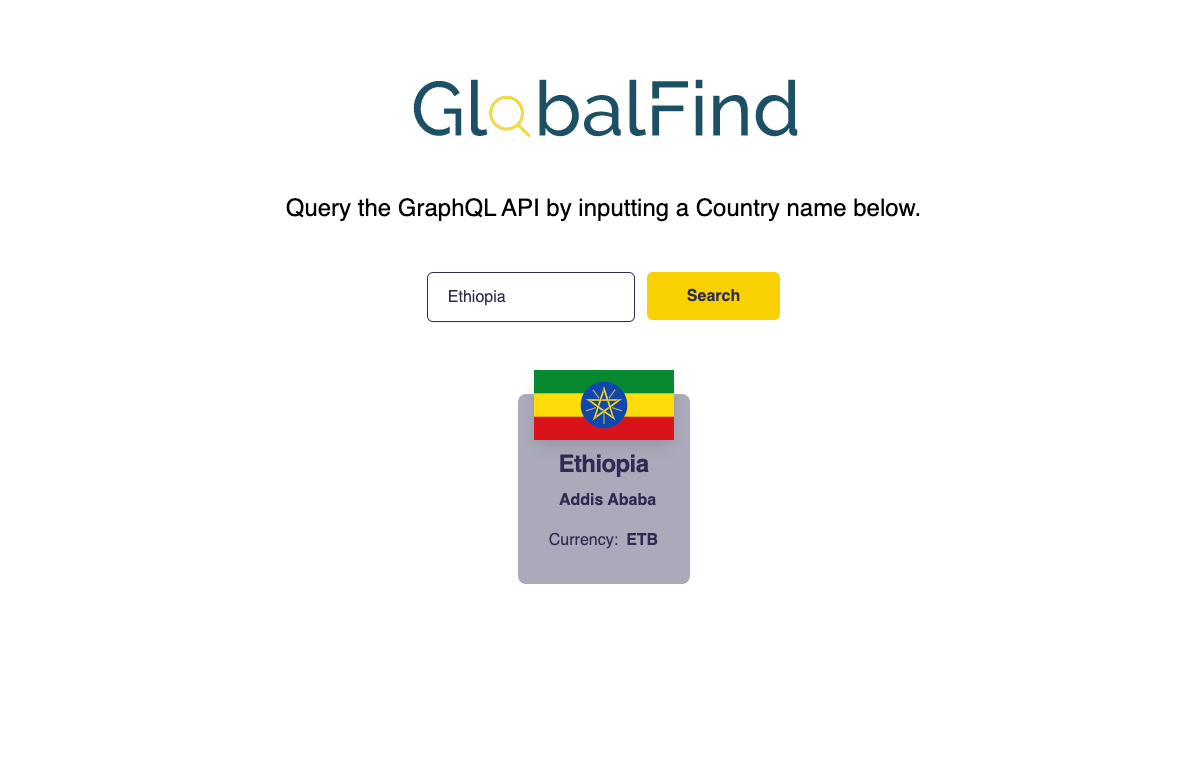 GlobalFind
Query the GraphQL API by inputting a Country name below.
Ethiopia
Search
Ethiopia
Addis Ababa
Currency: ETB